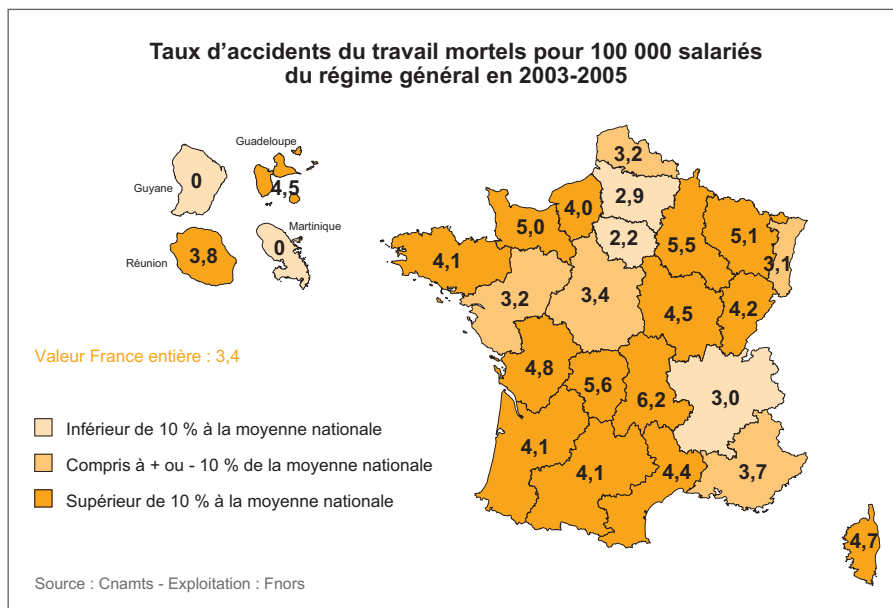 Taux d'accidents du travail mortels pour 100 000 salariés
du régime général en 2003-2005
Guadeloupe
Guyane
0
4,5
Martinique
Réunion
3,8
0
3,2
2,9
4,0
5,0
2,2
5,5
5,1
3,1
4,1
3,2
3,4
4,5
4,2
Valeur France entière : 3,4
4,8
5,6
6,2
3,0
Inférieur de 10 % à la moyenne nationale
Compris à + ou - 10 % de la moyenne nationale
Supérieur de 10 % à la moyenne nationale
4,1
4,1
4,4
3,7
4,7
Source : Cnamts - Exploitation : Fnors